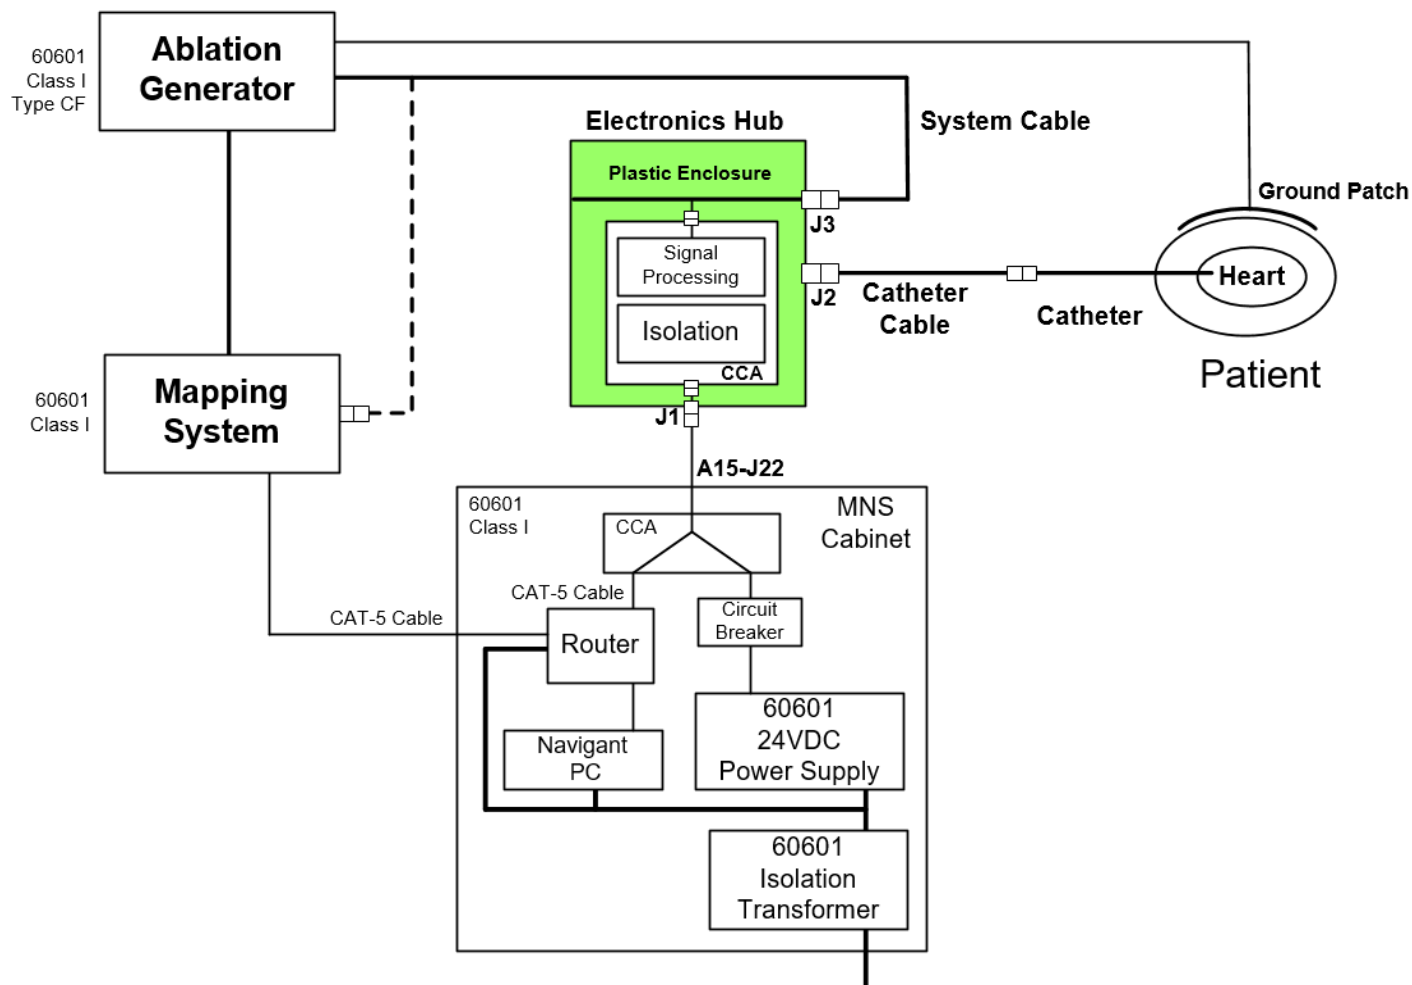 60601
Class I
Type CF
Ablation
Generator
Electronics Hub
System Cable
Plastic Enclosure
Ground Patch
J3
Signal
Processing
J2
Catheter
Cable
Catheter
Heart
Isolation
CCA
Patient
60601
Class I
Mapping
System
J1
A15-J22
60601
Class I
CCA
MNS
Cabinet
CAT-5 Cable
CAT-5 Cable
Circuit
Breaker
Router
60601
24VDC
Power Supply
Navigant
PC
60601
Isolation
Transformer